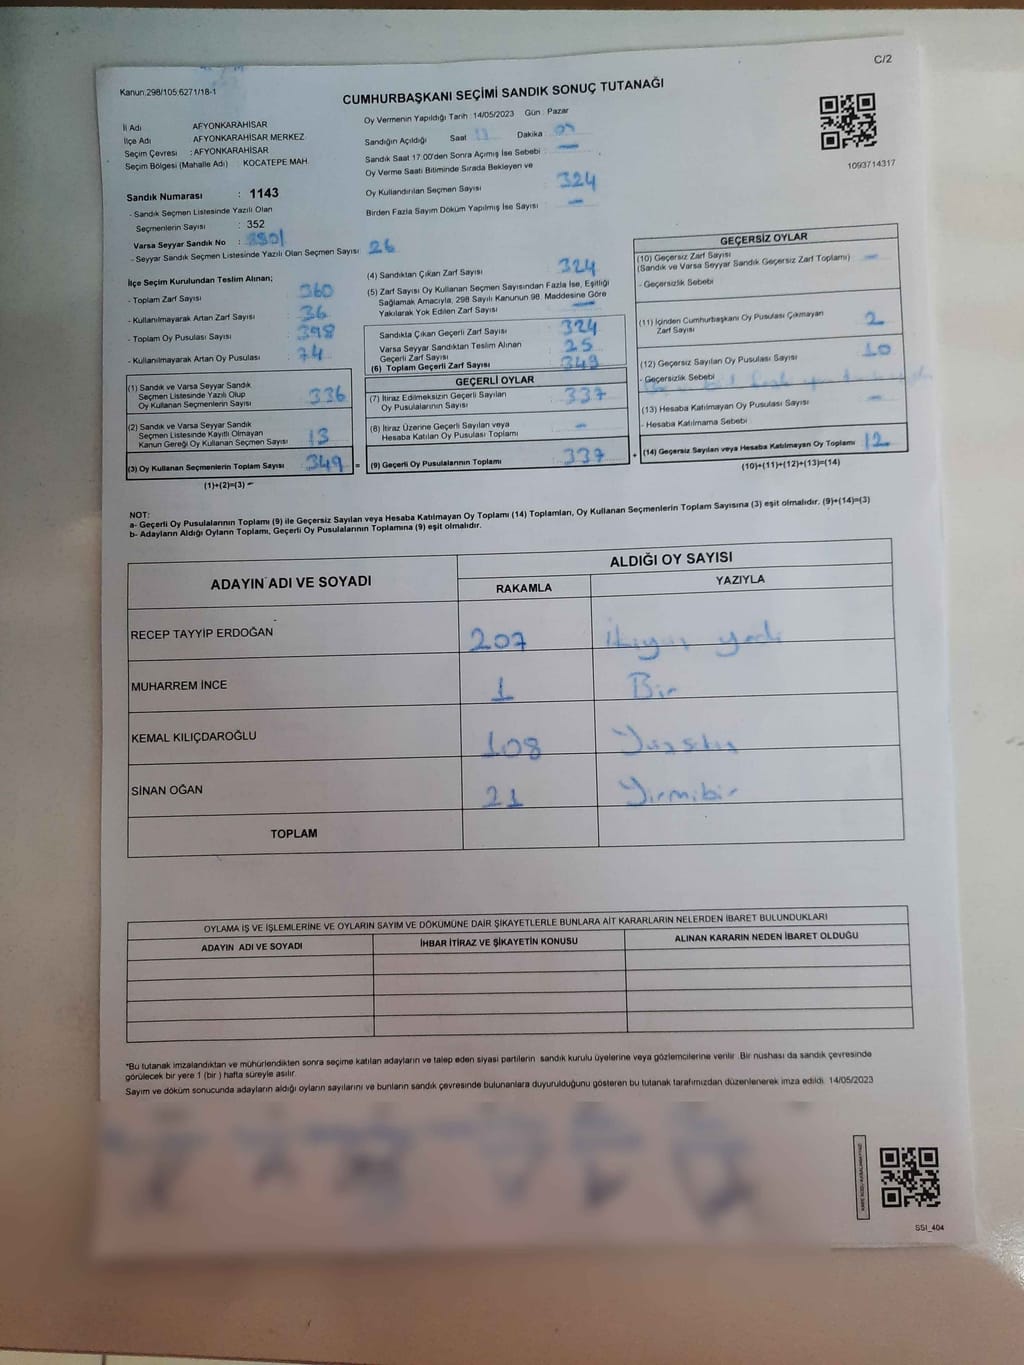 C/2
Kanun:298/105;6271/18-1
CUMHURBAŞKANI SEÇİMİ SANDIK SONUÇ TUTANAĞI
İl Adı AFYONKARAHİSAR
İlçe Adı AFYONKARAHİSAR MERKEZ
Seçim Çevresi : AFYONKARAHİSAR
Seçim Bölgesi (Mahalle Adı) KOCATEPE MAH.
Sandık Numarası : 1143
- Sandık Seçmen Listesinde Yazılı Olan
Seçmenlerin Sayısı : 352
Varsa Seyyar Sandık No :
- Seyyar Sandık Seçmen Listesinde Yazılı Olan Seçmen Sayısı 26
Oy Vermenin Yapıldığı Tarih 14/05/2023 Gün : Pazar
Sandığın Açıldığı Saat Dakika
Sandık Saat 17.00'den Sonra Açımış İse Sebebi : —
Oy Verme Saati Bitiminde Sırada Bekleyen ve
Oy Kullandırılan Seçmen Sayısı 324
Birden Fazla Sayım Döküm Yapılmış İse Sayısı : —
1093714317
İlçe Seçim Kurulundan Teslim Alınan;
- Toplam Zarf Sayısı : 360
- Kullanılmayarak Artan Zarf Sayısı : 36
- Toplam Oy Pusulası Sayısı : 398
- Kullanılmayarak Artan Oy Pusulası : 74
(1) Sandık ve Varsa Seyyar Sandık
Seçmen Listesinde Yazılı Olup
Oy Kullanan Seçmenlerin Sayısı : 336
(2) Sandık ve Varsa Seyyar Sandık
Seçmen Listesinde Kayıtlı Olmayan
Kanun Gereği Oy Kullanan Seçmen Sayısı : 13
(3) Oy Kullanan Seçmenlerin Toplam Sayısı : 349 =
(1)+(2)=(3)
(4) Sandıktan Çıkan Zarf Sayısı : 324
(5) Zarf Sayısı Oy Kullanan Seçmen Sayısından Fazla İse, Eşitliği
Sağlamak Amacıyla, 298 Sayılı Kanunun 98. Maddesine Göre
Yakılarak Yok Edilen Zarf Sayısı : —
Sandıkta Çıkan Geçerli Zarf Sayısı : 324
Varsa Seyyar Sandıktan Teslim Alınan
Geçerli Zarf Sayısı : 25
(6) Toplam Geçerli Zarf Sayısı : 349
GEÇERLİ OYLAR
(7) İtiraz Edilmeksizin Geçerli Sayılan
Oy Pusulalarının Sayısı : 337
(8) İtiraz Üzerine Geçerli Sayılan veya
Hesaba Katılan Oy Pusulası Toplamı : —
(9) Geçerli Oy Pusulalarının Toplamı : 337 +
GEÇERSİZ OYLAR
(10) Geçersiz Zarf Sayısı
(Sandık ve Varsa Seyyar Sandık Geçersiz Zarf Toplamı) : —
- Geçersizlik Sebebi
(11) İçinden Cumhurbaşkanı Oy Pusulası Çıkmayan
Zarf Sayısı : 2
(12) Geçersiz Sayılan Oy Pusulası Sayısı : 10
- Geçersizlik Sebebi
(13) Hesaba Katılmayan Oy Pusulası Sayısı : —
- Hesaba Katılmama Sebebi
(14) Geçersiz Sayılan veya Hesaba Katılmayan Oy Toplamı : 12
(10)+(11)+(12)+(13)=(14)
NOT:
a- Geçerli Oy Pusulalarının Toplamı (9) ile Geçersiz Sayılan veya Hesaba Katılmayan Oy Toplamı (14) Toplamları, Oy Kullanan Seçmenlerin Toplam Sayısına (3) eşit olmalıdır. (9)+(14)=(3)
b- Adayların Aldığı Oyların Toplamı, Geçerli Oy Pusulalarının Toplamına (9) eşit olmalıdır.
ADAYIN ADI VE SOYADI ALDIĞI OY SAYISI
RAKAMLA YAZIYLA
RECEP TAYYİP ERDOĞAN 207
MUHARREM İNCE 1 Bir
KEMAL KILIÇDAROĞLU 108
SİNAN OĞAN 21 Yirmibir
TOPLAM
OYLAMA İŞ VE İŞLEMLERİNE VE OYLARIN SAYIM VE DÖKÜMÜNE DAİR ŞİKAYETLERLE BUNLARA AİT KARARLARIN NELERDEN İBARET BULUNDUKLARI
ADAYIN ADI VE SOYADI İHBAR İTİRAZ VE ŞİKAYETİN KONUSU ALINAN KARARIN NEDEN İBARET OLDUĞU
*Bu tutanak imzalandıktan ve mühürlendikten sonra seçime katılan adayların ve talep eden siyasi partilerin sandık kurulu üyelerine veya gözlemcilerine verilir. Bir nüshası da sandık çevresinde
görülecek bir yere 1 (bir ) hafta süreyle asılır.
Sayım ve döküm sonucunda adayların aldığı oyların sayılarını ve bunların sandık çevresinde bulunanlara duyurulduğunu gösteren bu tutanak tarafımızdan düzenlenerek imza edildi. 14/05/2023
SSI_404